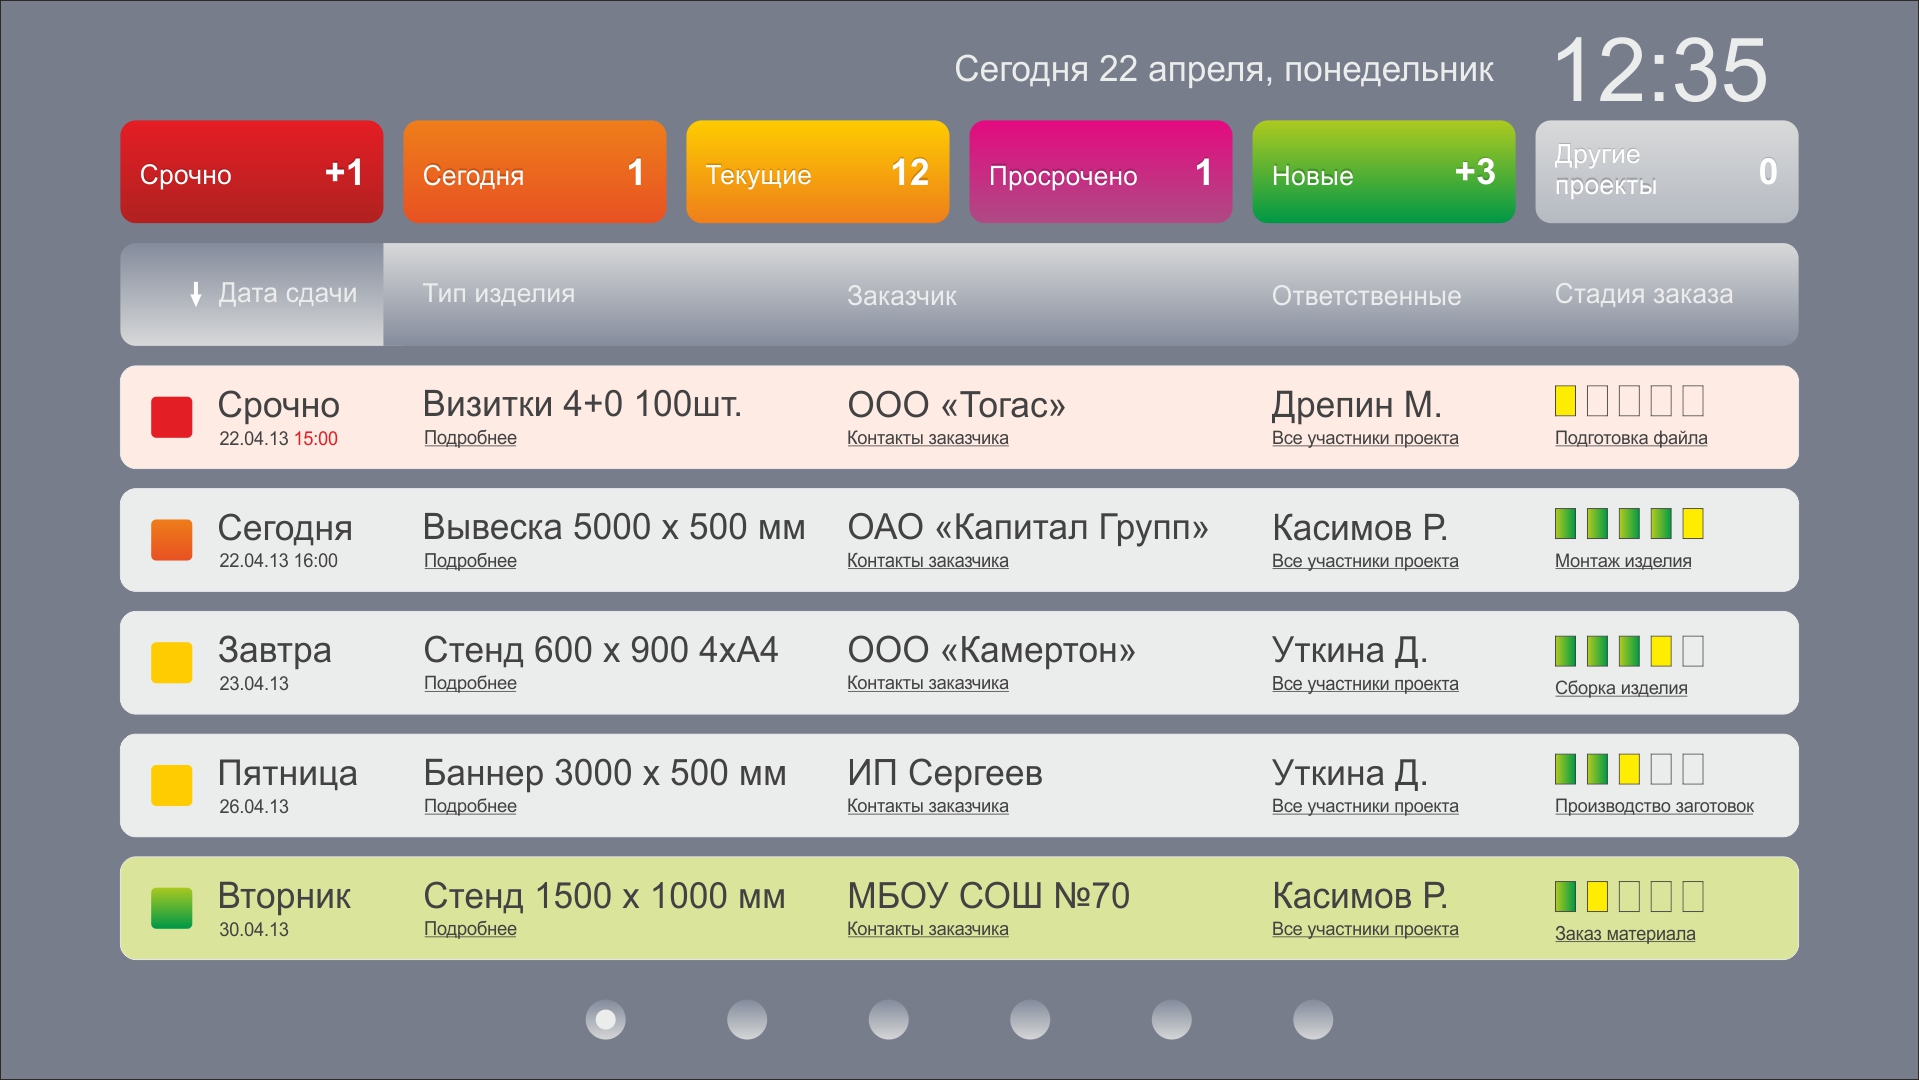 Сегодня 22 апреля, понедельник 12:35
Срочно +1 Сегодня 1 Текущие 12 Просрочено 1 Новые +3 Другие проекты 0
Дата сдачи Тип изделия Заказчик Ответственные Стадия заказа
Срочно Визитки 4+0 100шт. ООО «Тогас» Дрепин М.
22.04.13 15:00 Подробнее Контакты заказчика Все участники проекта Подготовка файла
Сегодня Вывеска 5000 х 500 мм ОАО «Капитал Групп» Касимов Р.
22.04.13 16:00 Подробнее Контакты заказчика Все участники проекта Монтаж изделия
Завтра Стенд 600 х 900 4хА4 ООО «Камертон» Уткина Д.
23.04.13 Подробнее Контакты заказчика Все участники проекта Сборка изделия
Пятница Баннер 3000 х 500 мм ИП Сергеев Уткина Д.
26.04.13 Подробнее Контакты заказчика Все участники проекта Производство заготовок
Вторник Стенд 1500 х 1000 мм МБОУ СОШ №70 Касимов Р.
30.04.13 Подробнее Контакты заказчика Все участники проекта Заказ материала